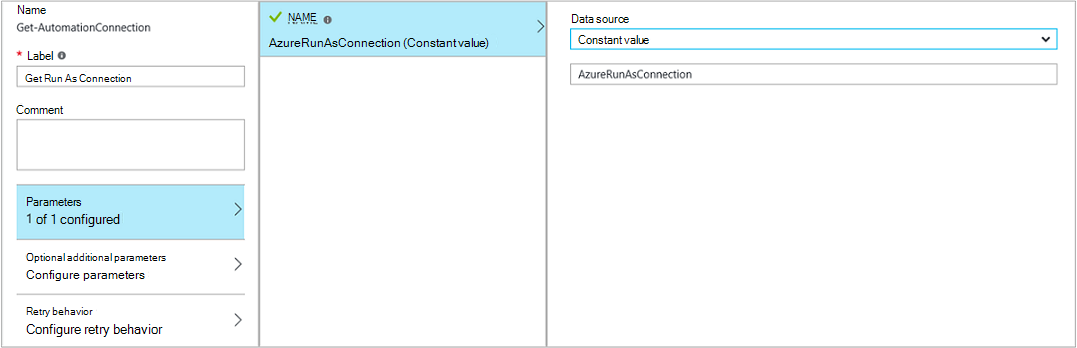 Name
Get-AutomationConnection
* Label
Get Run As Connection
Comment
Parameters
1 of 1 configured
Optional additional parameters
Configure parameters
Retry behavior
Configure retry behavior
NAME
AzureRunAsConnection (Constant value)
Data source
Constant value
AzureRunAsConnection